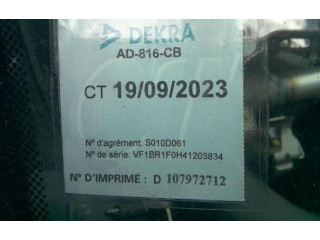 DEKRA
AD-816-CB
CT 19/09/2023
N° d'agrément: S010D061
N° de série: VF1BR1F0H41203834
N° D'IMPRIMÉ: D 107972712